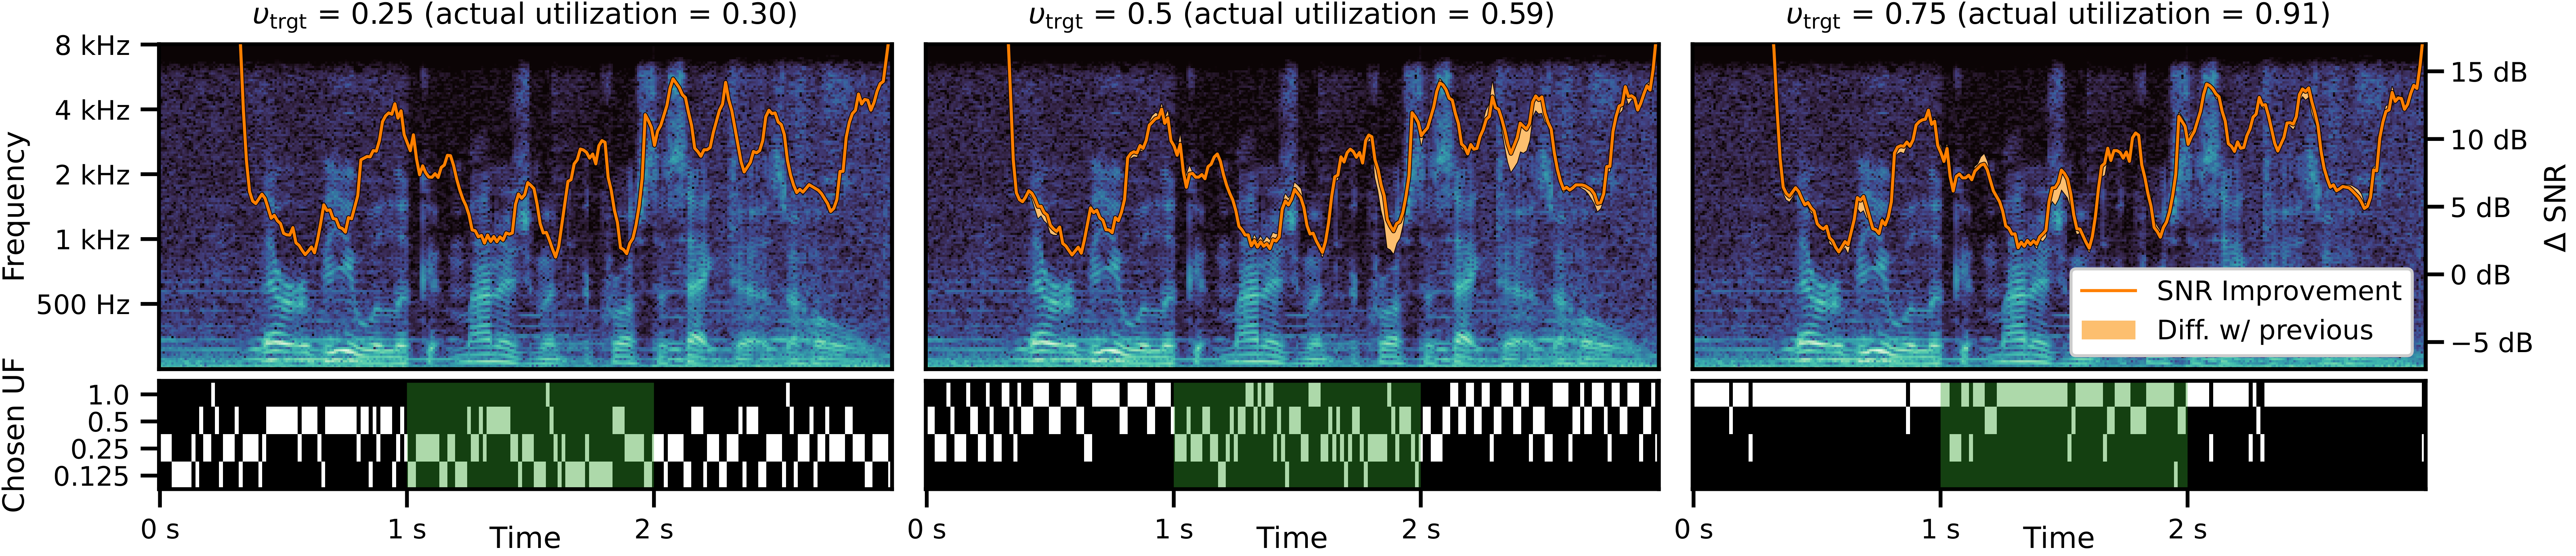 υtrgt = 0.25 (actual utilization = 0.30)
υtrgt = 0.5 (actual utilization = 0.59)
υtrgt = 0.75 (actual utilization = 0.91)
Frequency
8 kHz
4 kHz
2 kHz
1 kHz
500 Hz
15 dB
10 dB
5 dB
0 dB
−5 dB
Δ SNR
SNR Improvement
Diff. w/ previous
Chosen UF
1.0
0.5
0.25
0.125
0 s
1 s
2 s
Time
0 s
1 s
2 s
Time
0 s
1 s
2 s
Time